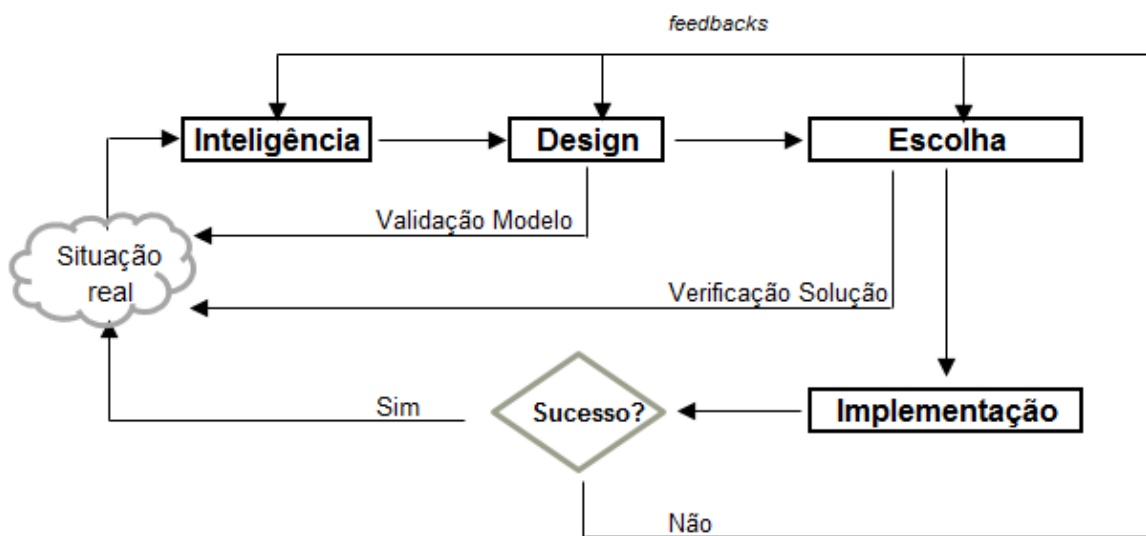 feedbacks
Inteligência
Design
Escolha
Validação Modelo
Situação
real
Verificação Solução
Sim
Sucesso?
Implementação
Não